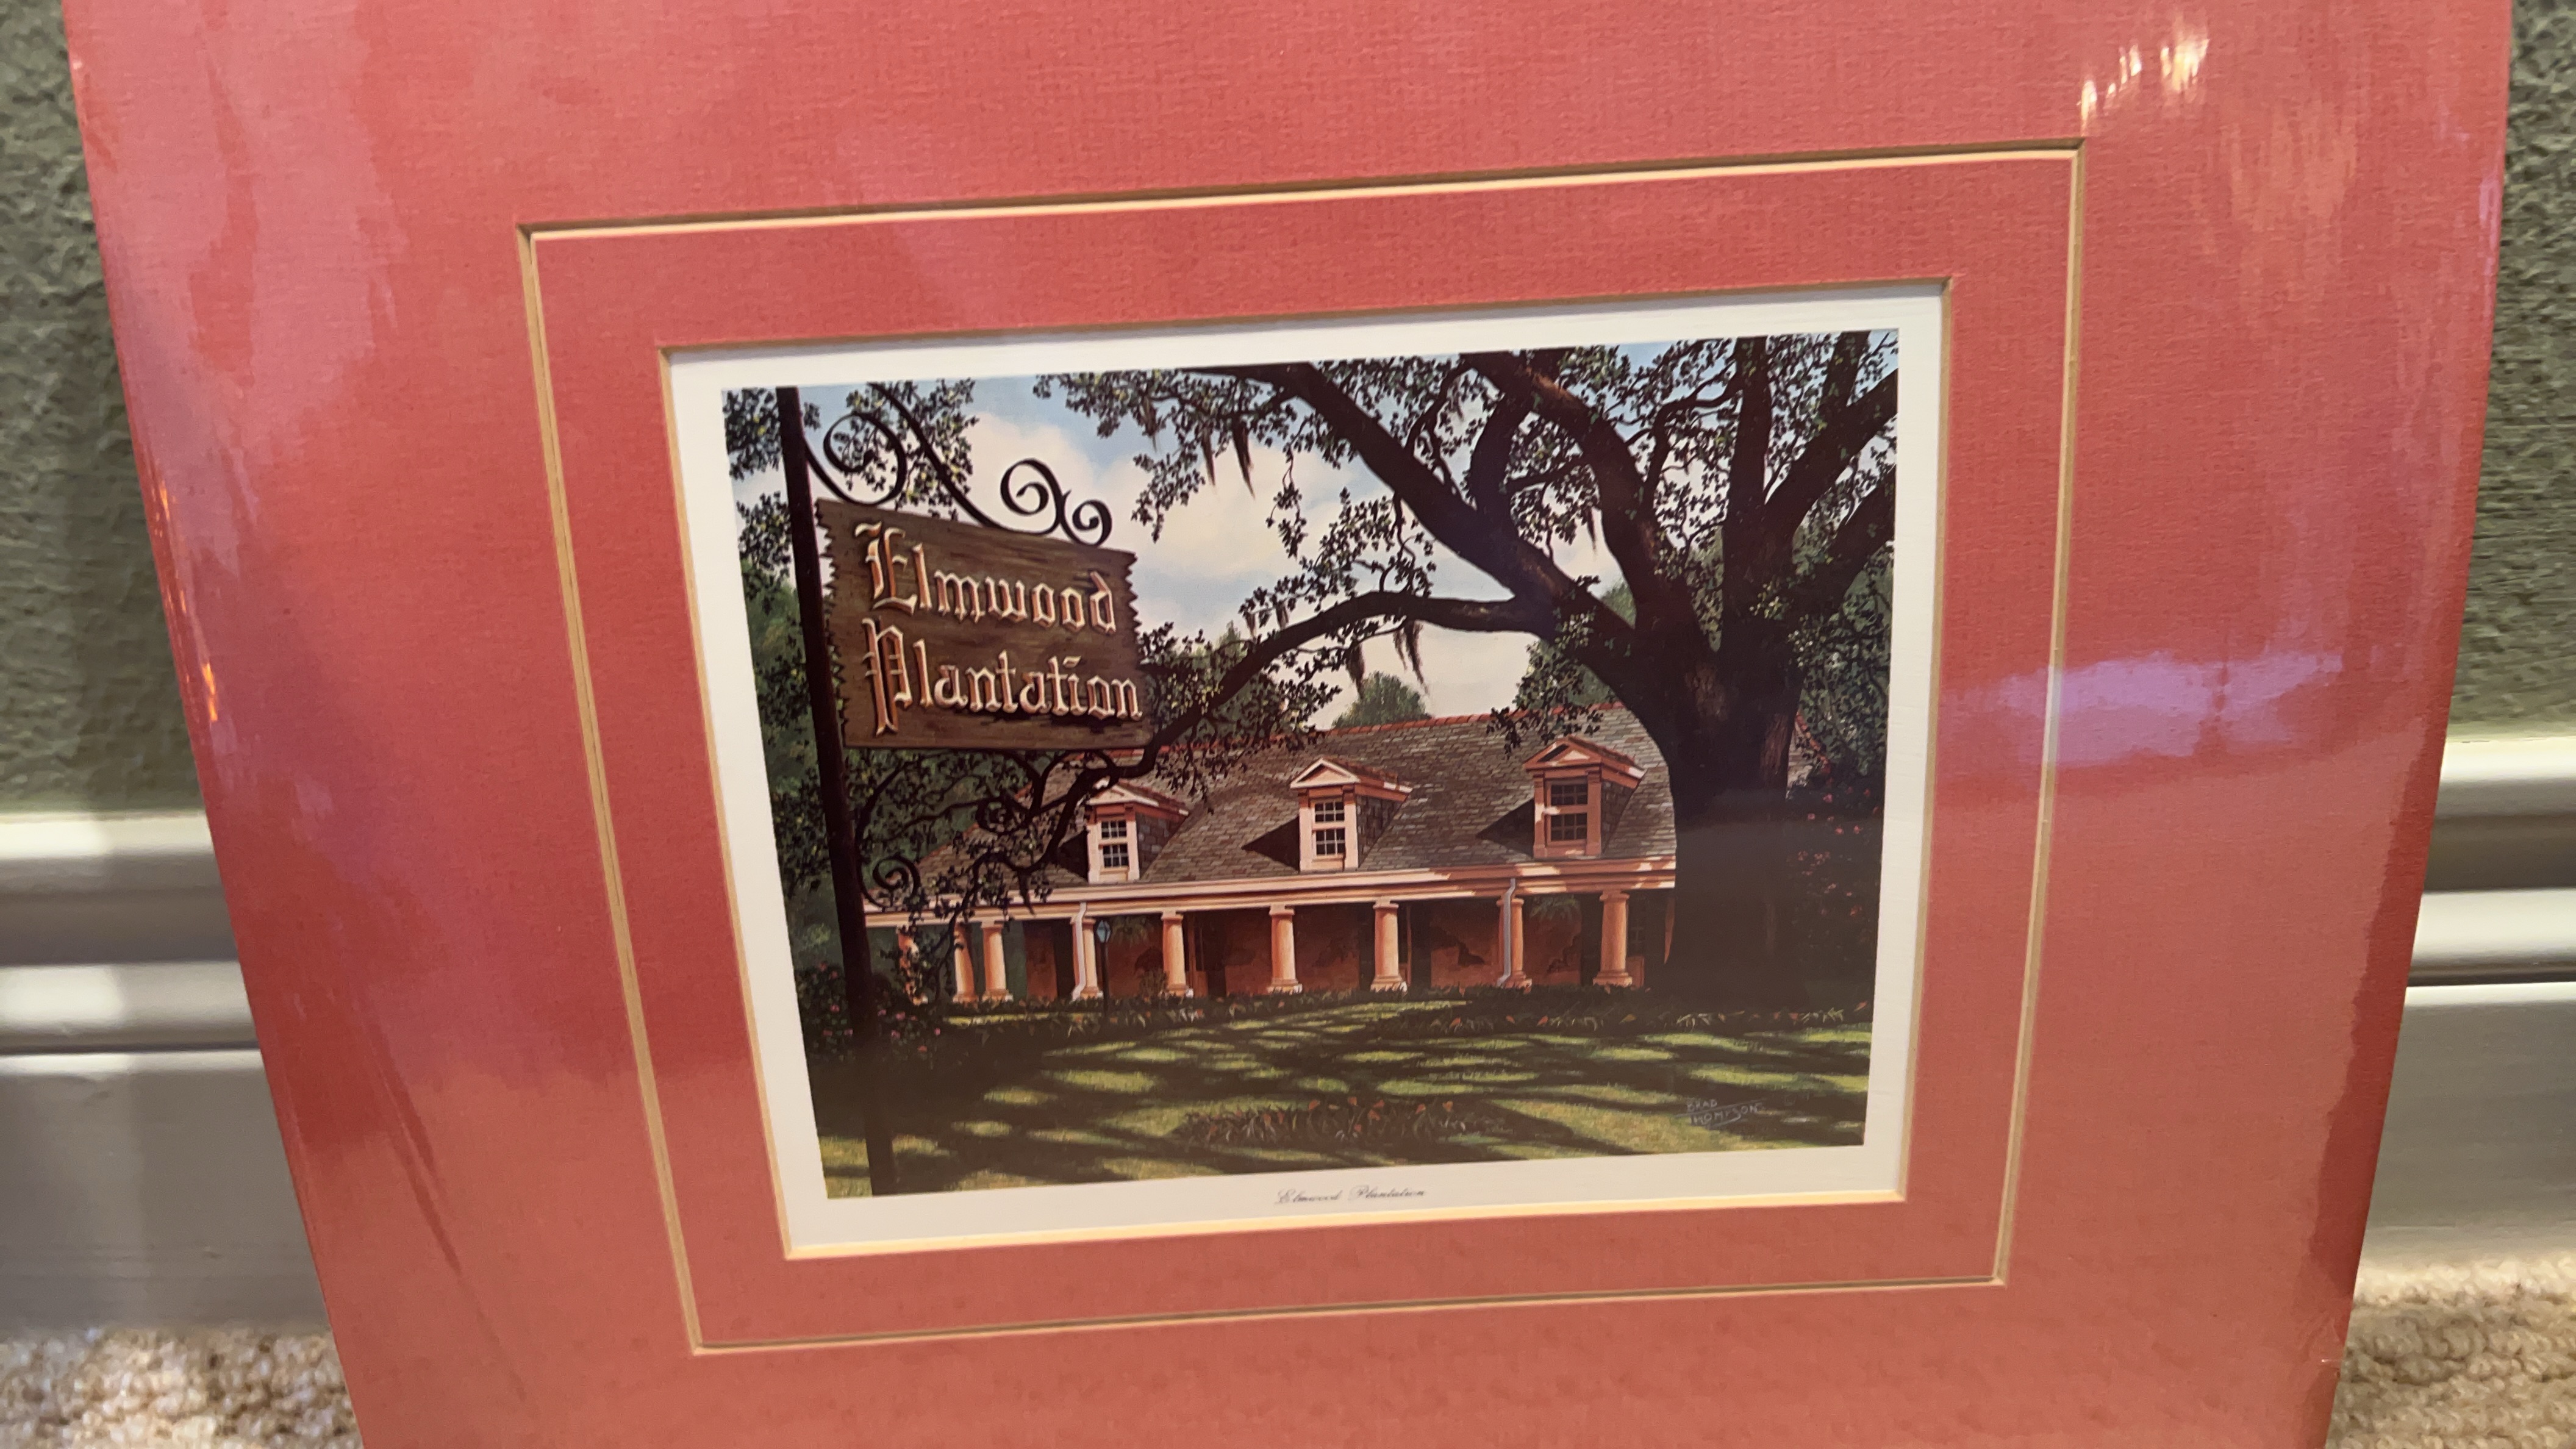 Elmwood
Plantation
BRAD
THOMPSON
Elmwood Plantation